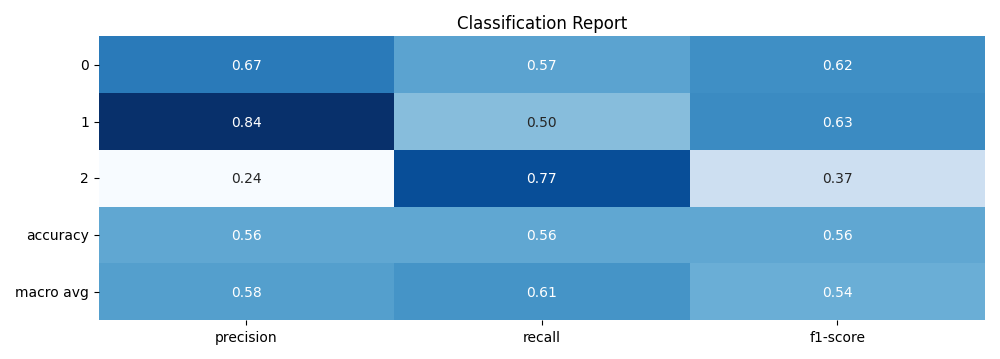 Classification Report
0 0.67 0.57 0.62
1 0.84 0.50 0.63
2 0.24 0.77 0.37
accuracy 0.56 0.56 0.56
macro avg 0.58 0.61 0.54
precision recall f1-score